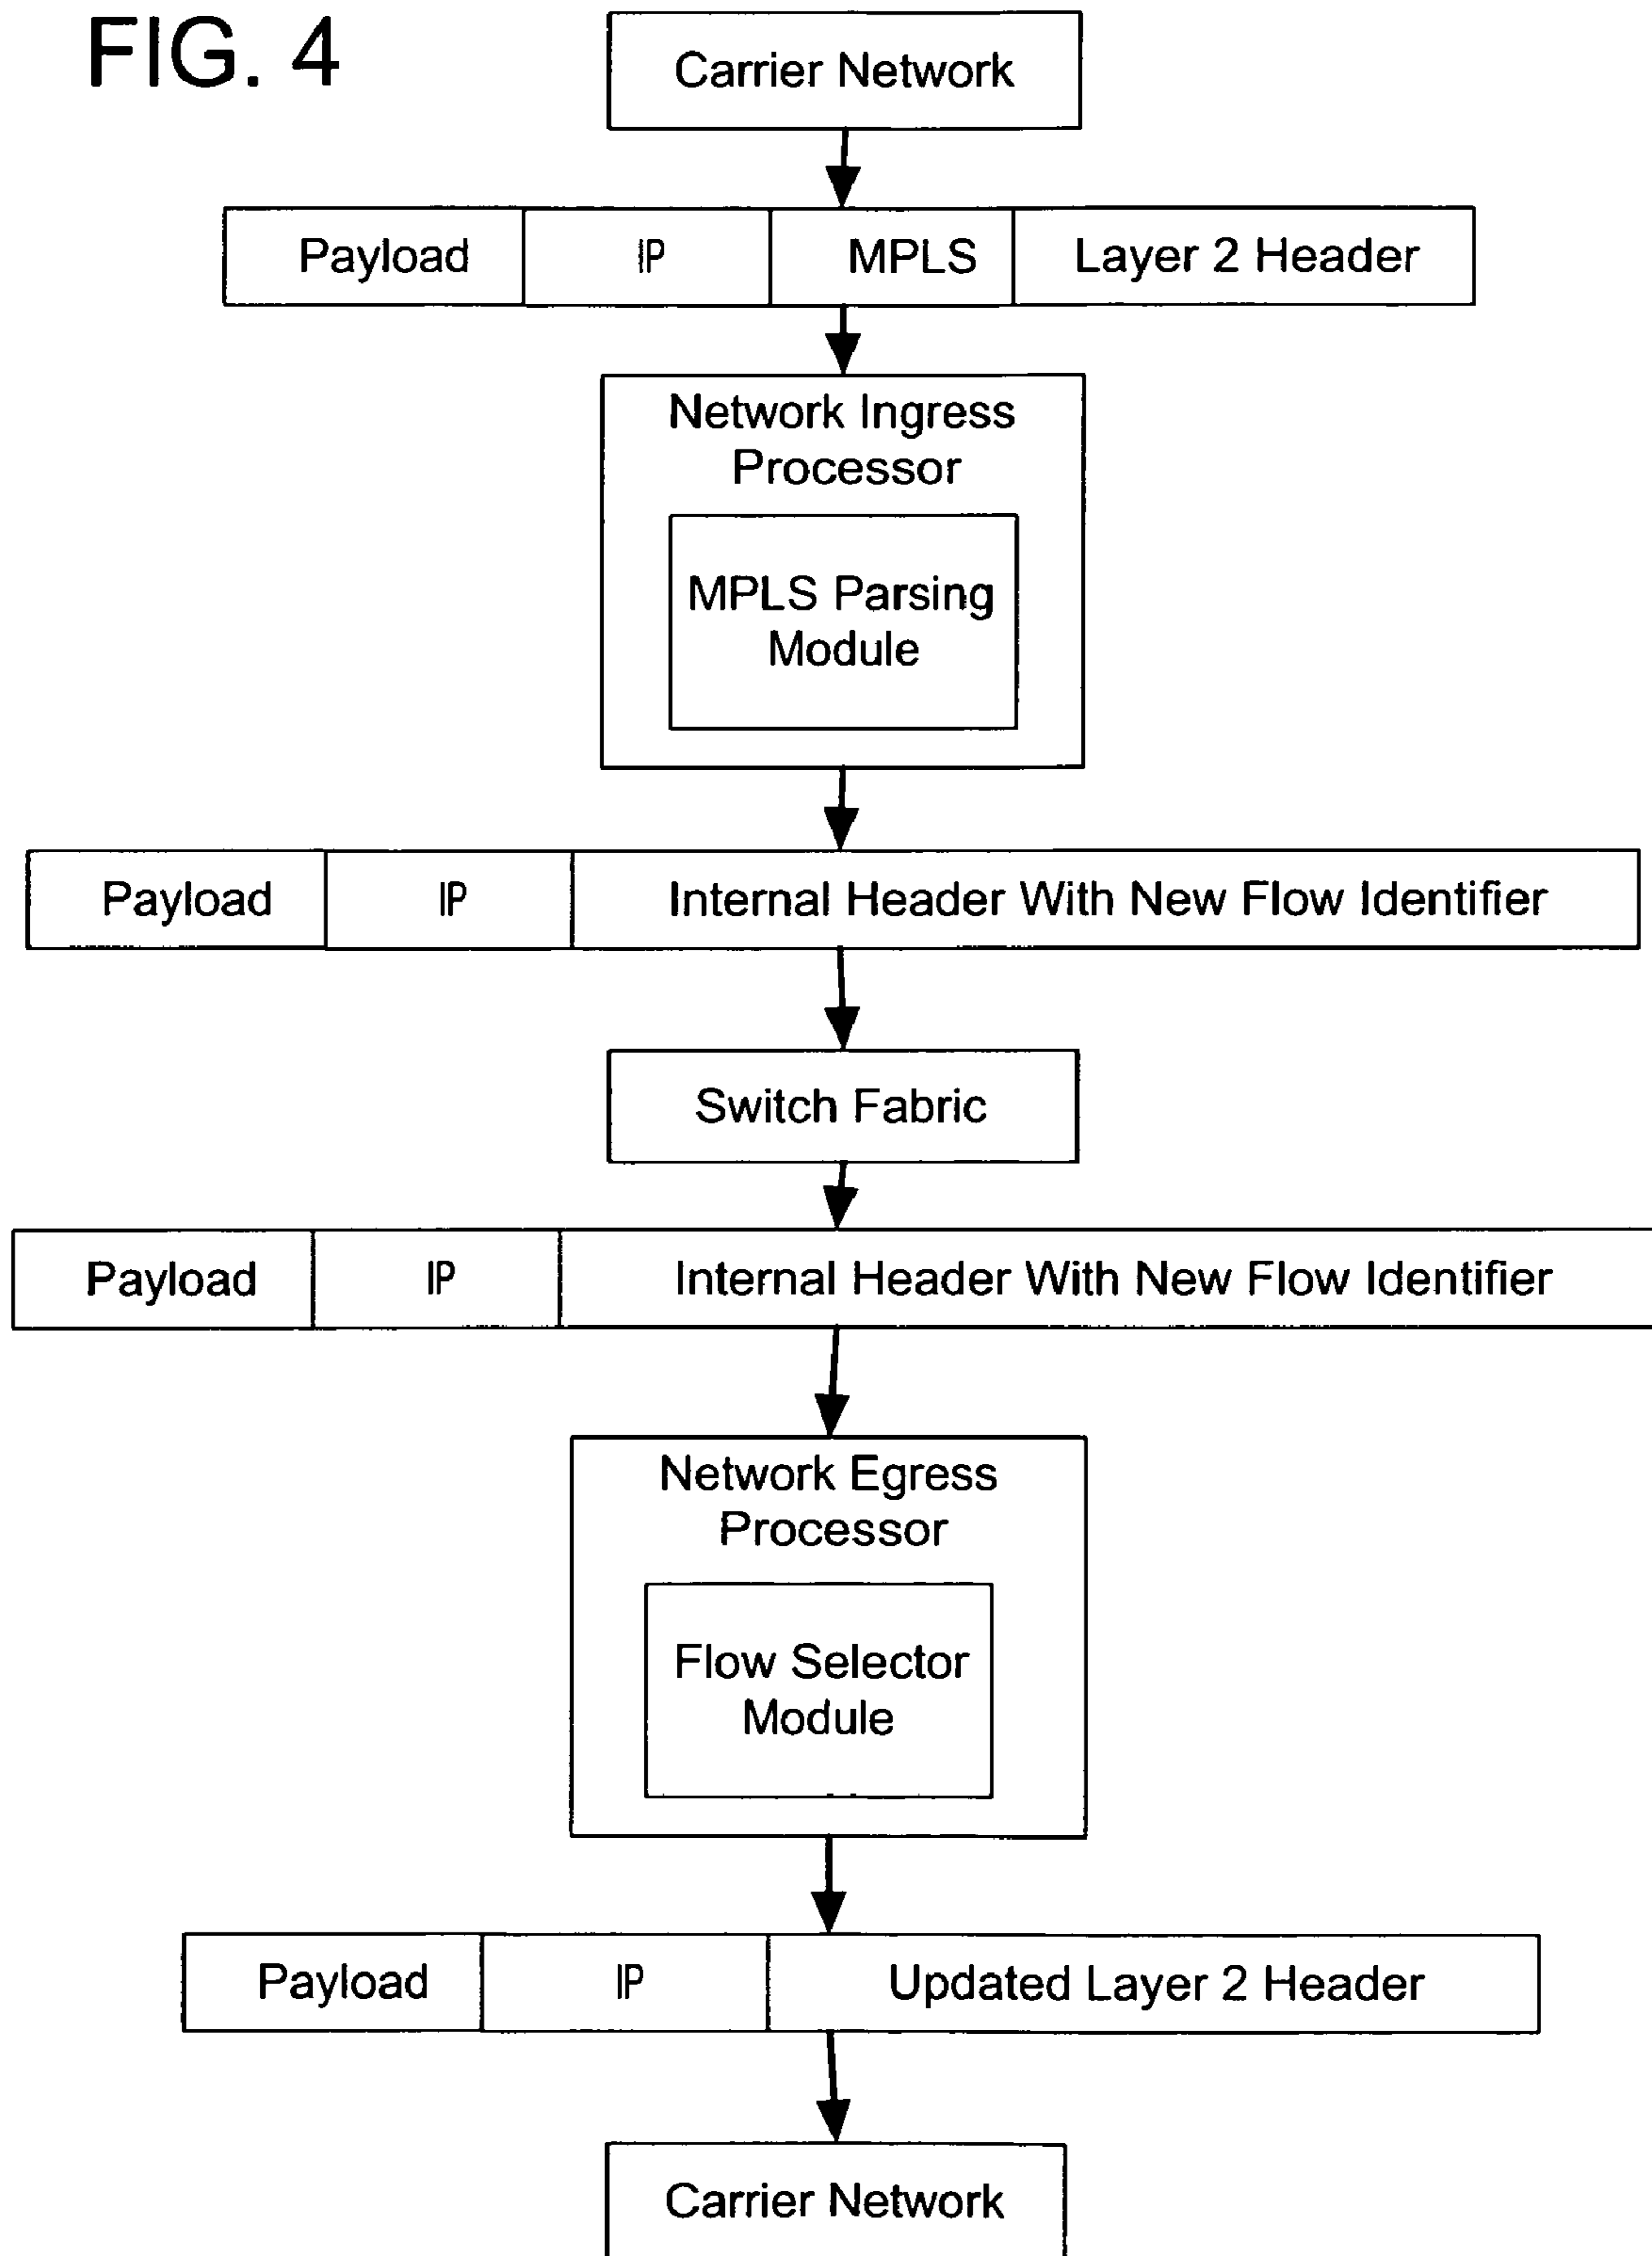 FIG. 4
Carrier Network
Payload IP MPLS Layer 2 Header
Network Ingress
Processor
MPLS Parsing
Module
Payload IP Internal Header With New Flow Identifier
Switch Fabric
Payload IP Internal Header With New Flow Identifier
Network Egress
Processor
Flow Selector
Module
Payload IP Updated Layer 2 Header
Carrier Network